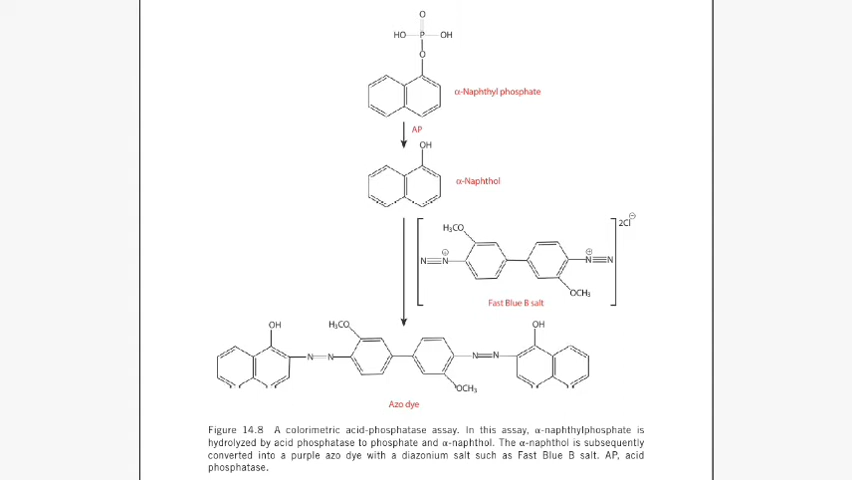 O
HO P OH
O
α-Naphthyl phosphate
AP
OH
α-Naphthol
2Cl⊖
H₃CO
⊕ ⊕
N≡N N≡N
OCH₃
Fast Blue B salt
OH H₃CO OH
N=N N=N
OCH₃
Azo dye
Figure 14.8 A colorimetric acid-phosphatase assay. In this assay, α-naphthylphosphate is
hydrolyzed by acid phosphatase to phosphate and α-naphthol. The α-naphthol is subsequently
converted into a purple azo dye with a diazonium salt such as Fast Blue B salt. AP, acid
phosphatase.